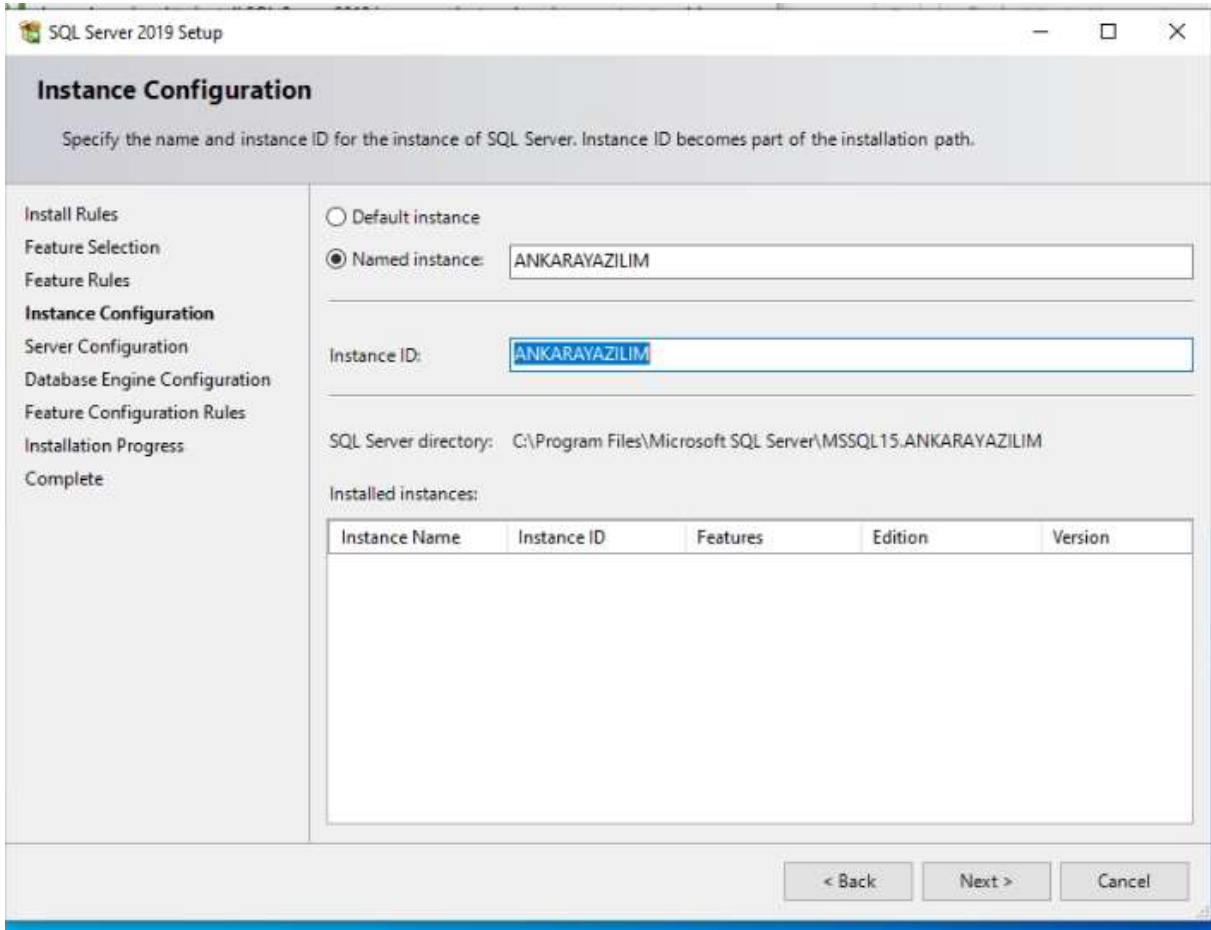 SQL Server 2019 Setup
Instance Configuration
Specify the name and instance ID for the instance of SQL Server. Instance ID becomes part of the installation path.
Install Rules
Feature Selection
Feature Rules
Instance Configuration
Server Configuration
Database Engine Configuration
Feature Configuration Rules
Installation Progress
Complete
Default instance
Named instance: ANKARAYAZILIM
Instance ID: ANKARAYAZILIM
SQL Server directory: C:\Program Files\Microsoft SQL Server\MSSQL15.ANKARAYAZILIM
Installed instances:
Instance Name Instance ID Features Edition Version
< Back Next > Cancel